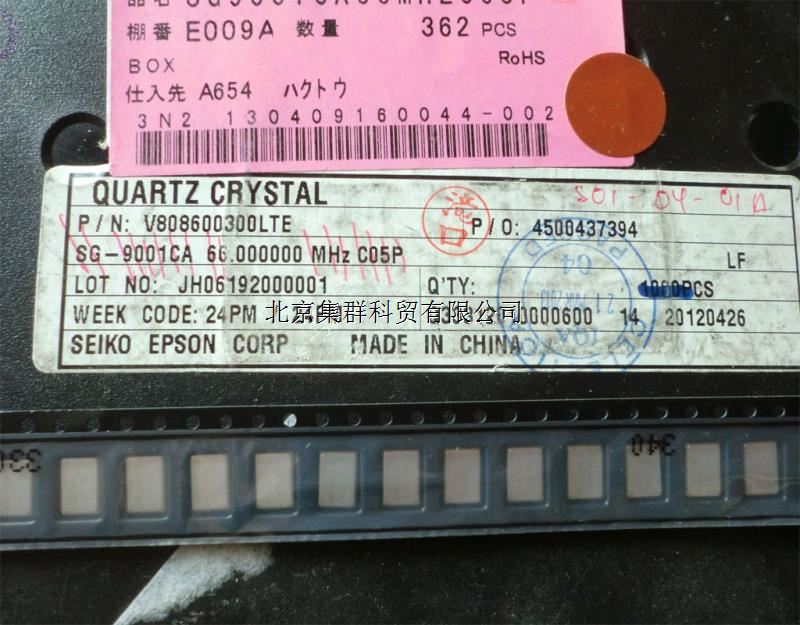 棚番 E009A 数量 362 PCS
RoHS
BOX
仕入先 A654 ハクトウ
3N2 130409160044-002
QUARTZ CRYSTAL
S01-04-01A
滝口
P/N: V808600300LTE P/O: 4500437394
SG-9001CA 66.000000 MHz C05P LF
LOT NO: JH06192000001 Q'TY: 1000PCS
WEEK CODE: 24PM 14 20120426
北京集群科贸有限公司
SEIKO EPSON CORP MADE IN CHINA
330 340